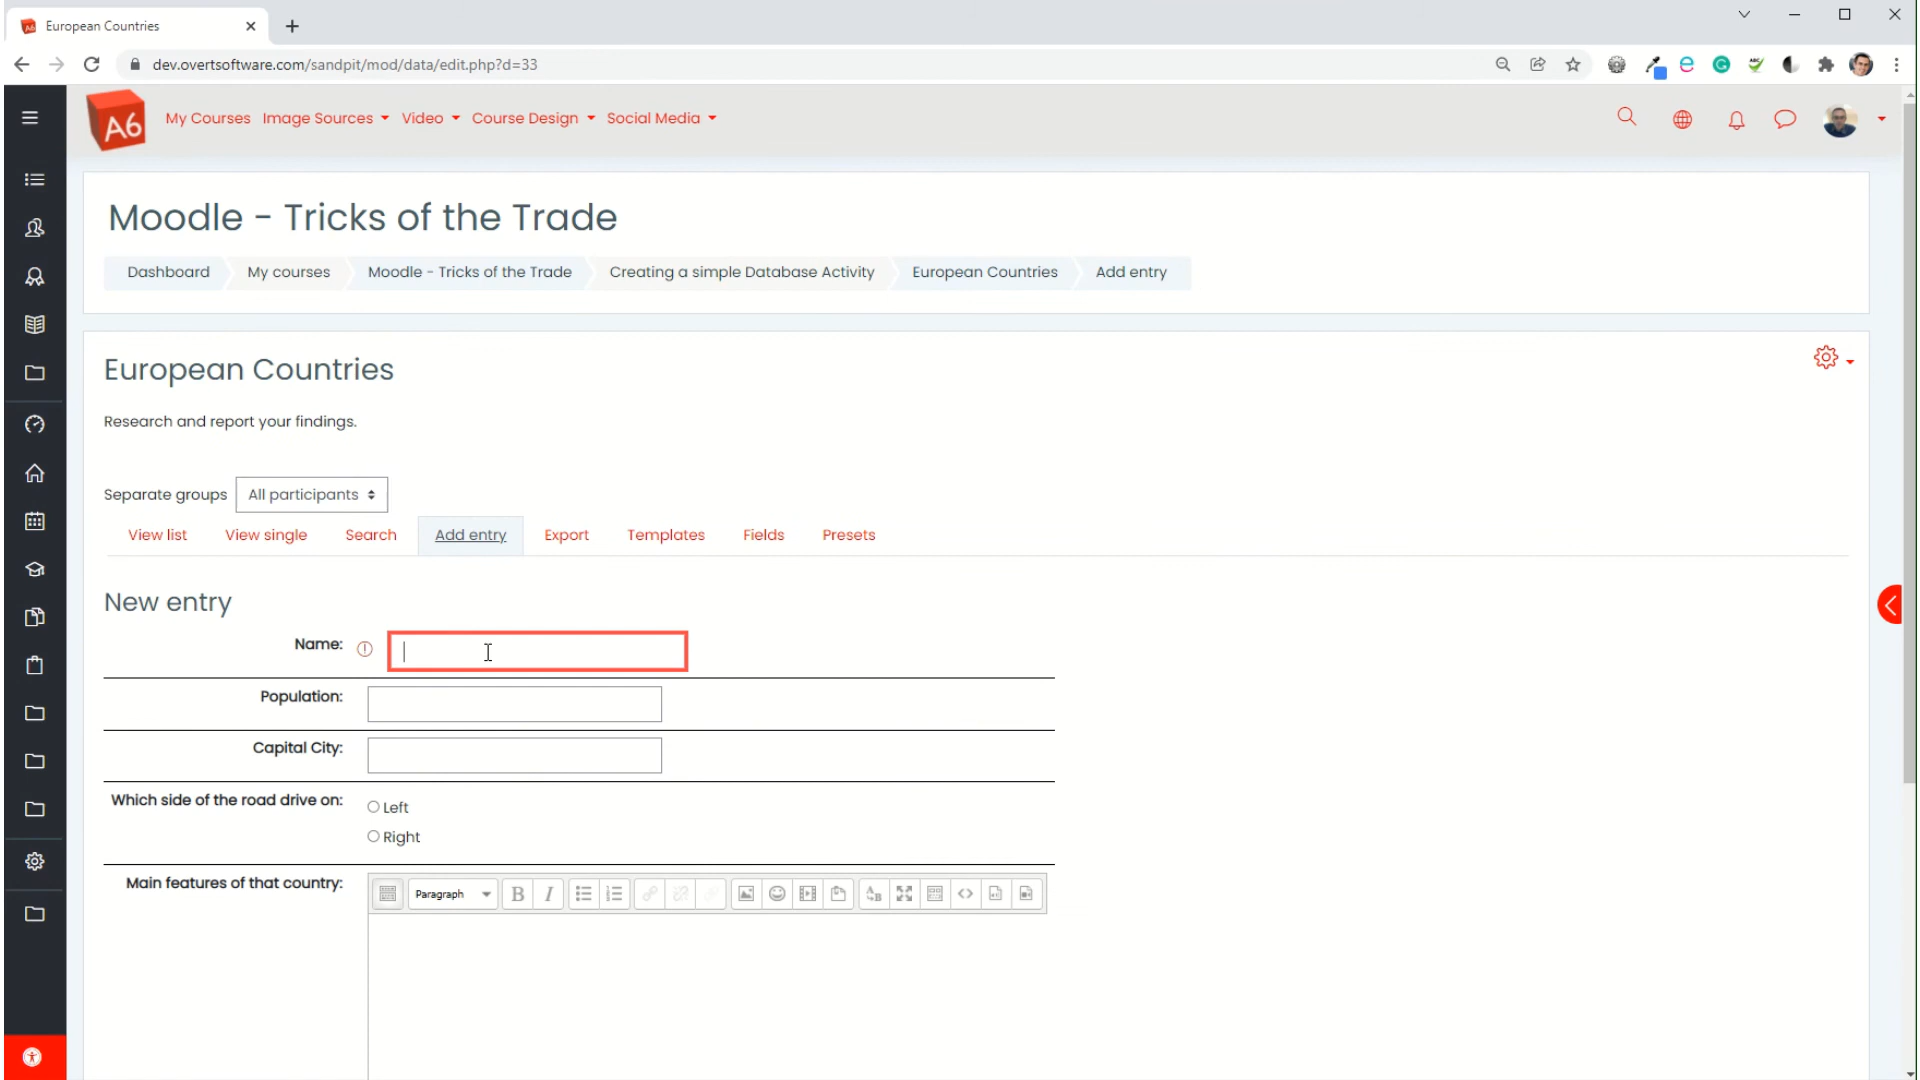 European Countries
dev.overtsoftware.com/sandpit/mod/data/edit.php?d=33
A6 My Courses Image Sources Video Course Design Social Media
Moodle - Tricks of the Trade
Dashboard My courses Moodle - Tricks of the Trade Creating a simple Database Activity European Countries Add entry
European Countries
Research and report your findings.
Separate groups All participants
View list View single Search Add entry Export Templates Fields Presets
New entry
Name:
Population:
Capital City:
Which side of the road drive on: Left
Right
Main features of that country: Paragraph B I